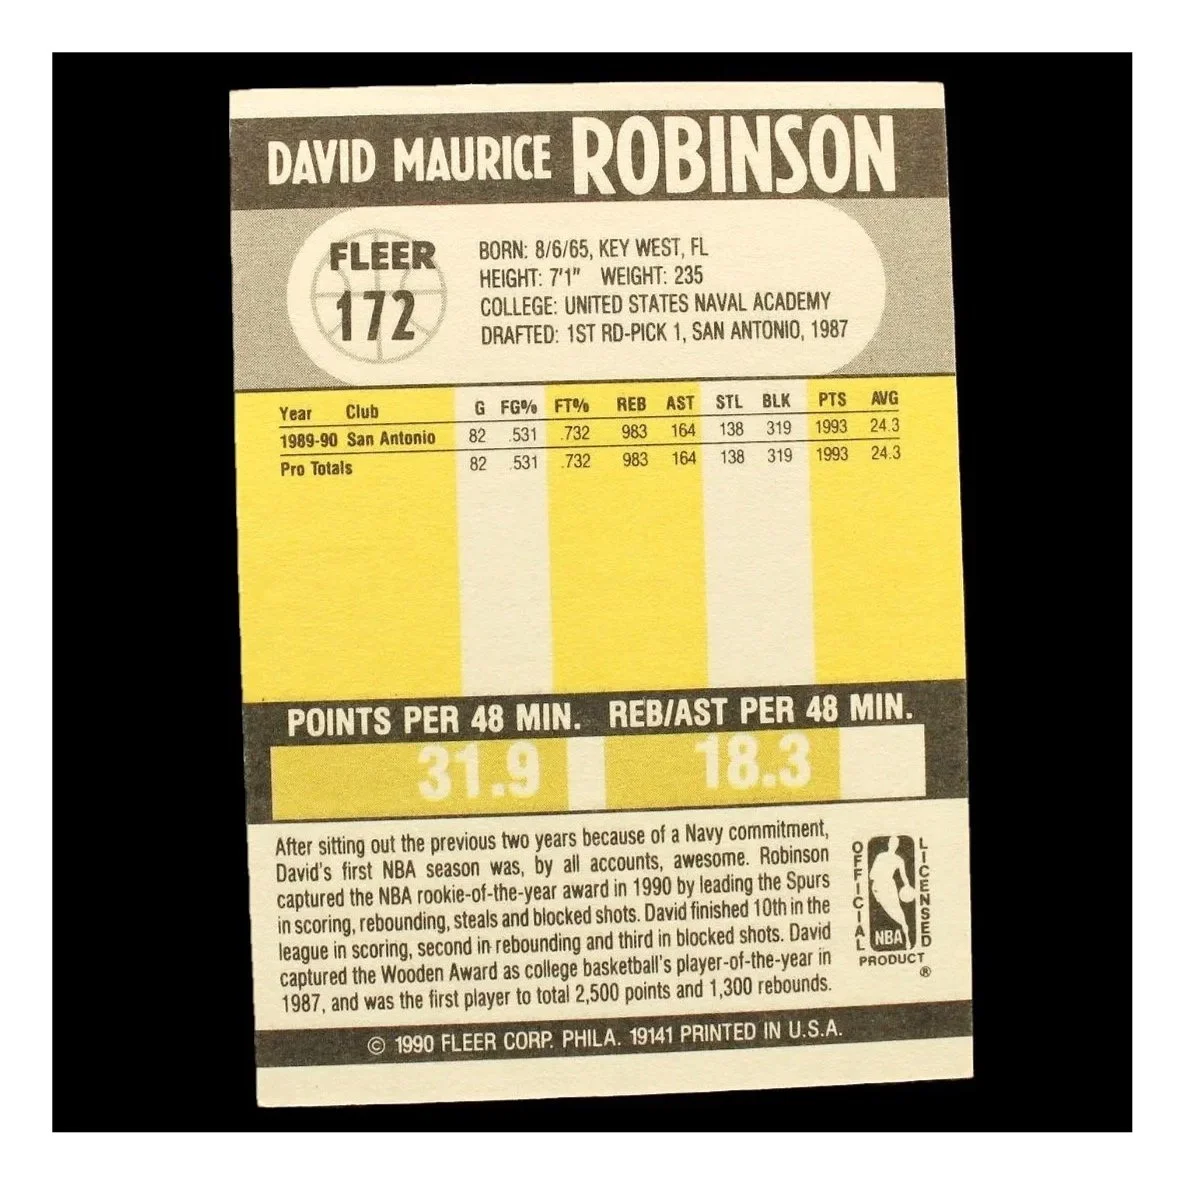 DAVID MAURICE ROBINSON
FLEER
172
BORN: 8/6/65, KEY WEST, FL
HEIGHT: 7'1" WEIGHT: 235
COLLEGE: UNITED STATES NAVAL ACADEMY
DRAFTED: 1ST RD-PICK 1, SAN ANTONIO, 1987
Year Club G FG% FT% REB AST STL BLK PTS AVG
1989-90 San Antonio 82 .531 .732 983 164 138 319 1993 24.3
Pro Totals 82 .531 .732 983 164 138 319 1993 24.3
POINTS PER 48 MIN. REB/AST PER 48 MIN.
31.9 18.3
After sitting out the previous two years because of a Navy commitment,
David's first NBA season was, by all accounts, awesome. Robinson
captured the NBA rookie-of-the-year award in 1990 by leading the Spurs
in scoring, rebounding, steals and blocked shots. David finished 10th in the
league in scoring, second in rebounding and third in blocked shots. David
captured the Wooden Award as college basketball's player-of-the-year in
1987, and was the first player to total 2,500 points and 1,300 rebounds.
OFFICIAL
LICENSED
NBA
PRODUCT
®
© 1990 FLEER CORP. PHILA. 19141 PRINTED IN U.S.A.